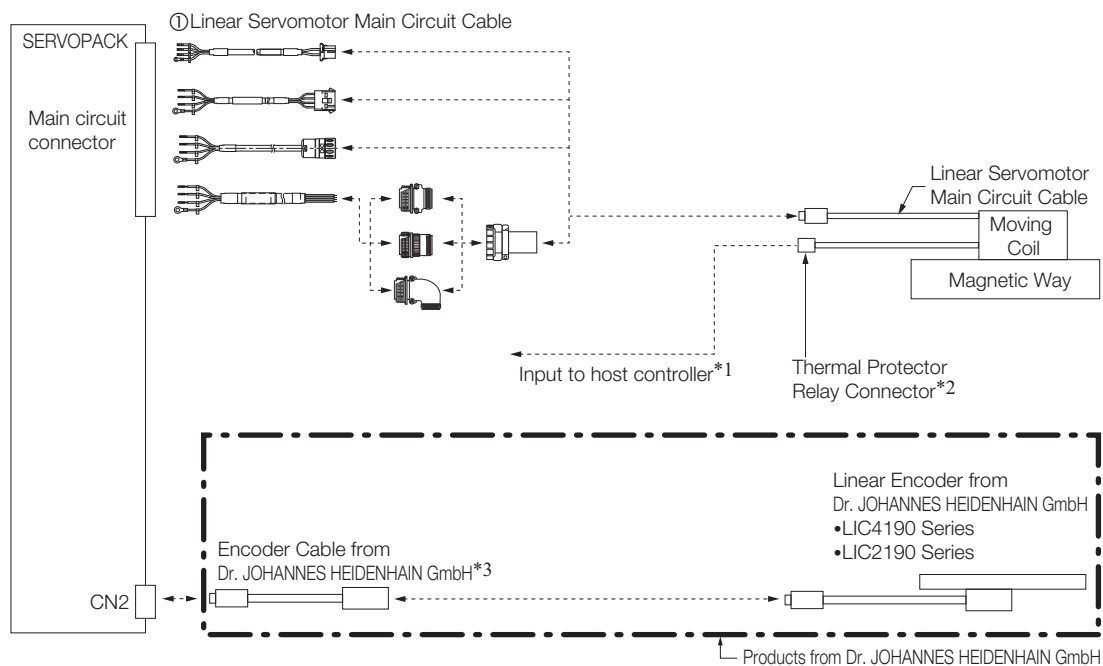 ①Linear Servomotor Main Circuit Cable
SERVOPACK
Main circuit
connector
Linear Servomotor
Main Circuit Cable
Moving
Coil
Magnetic Way
Input to host controller*1
Thermal Protector
Relay Connector*2
Linear Encoder from
Dr. JOHANNES HEIDENHAIN GmbH
•LIC4190 Series
•LIC2190 Series
Encoder Cable from
Dr. JOHANNES HEIDENHAIN GmbH*3
CN2
Products from Dr. JOHANNES HEIDENHAIN GmbH